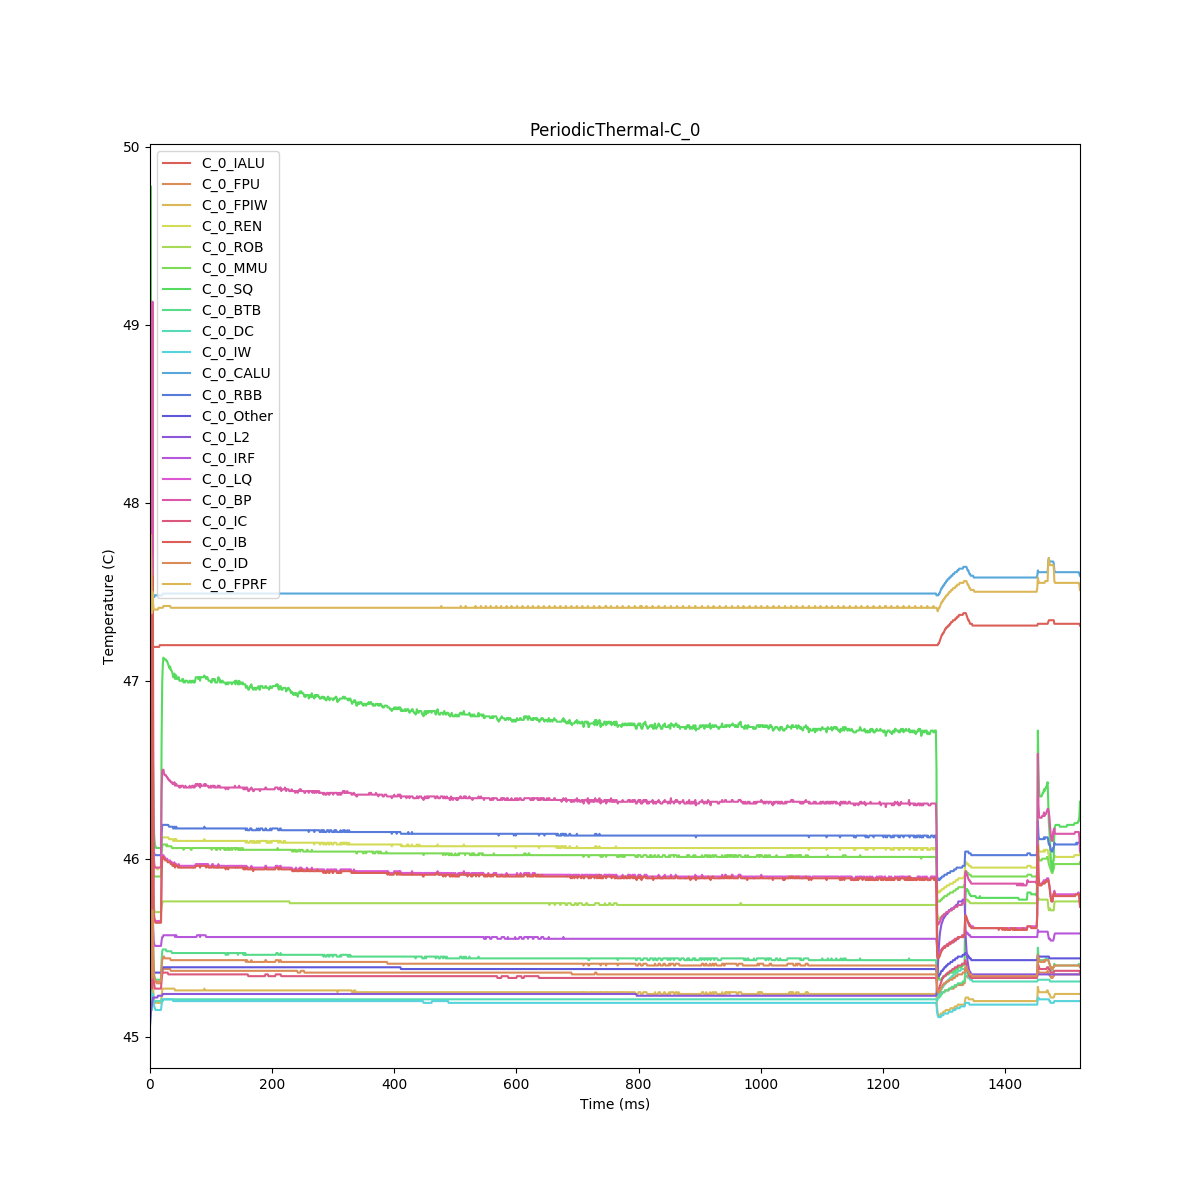 PeriodicThermal-C_0
50
49
48
47
46
45
Temperature (C)
C_0_IALU
C_0_FPU
C_0_FPIW
C_0_REN
C_0_ROB
C_0_MMU
C_0_SQ
C_0_BTB
C_0_DC
C_0_IW
C_0_CALU
C_0_RBB
C_0_Other
C_0_L2
C_0_IRF
C_0_LQ
C_0_BP
C_0_IC
C_0_IB
C_0_ID
C_0_FPRF
0 200 400 600 800 1000 1200 1400
Time (ms)